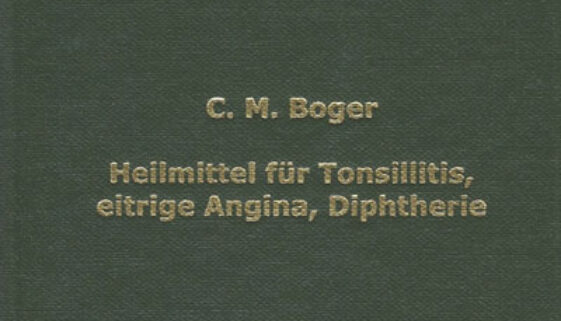 C. M. Boger
Heilmittel für Tonsillitis,
eitrige Angina, Diphtherie